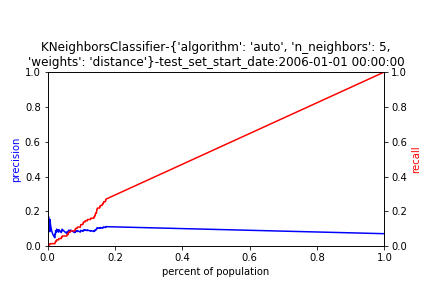 KNeighborsClassifier-{'algorithm': 'auto', 'n_neighbors': 5,
'weights': 'distance'}-test_set_start_date:2006-01-01 00:00:00
1.0
0.8
0.6
0.4
0.2
0.0
precision
1.0
0.8
0.6
0.4
0.2
0.0
recall
0.0 0.2 0.4 0.6 0.8 1.0
percent of population